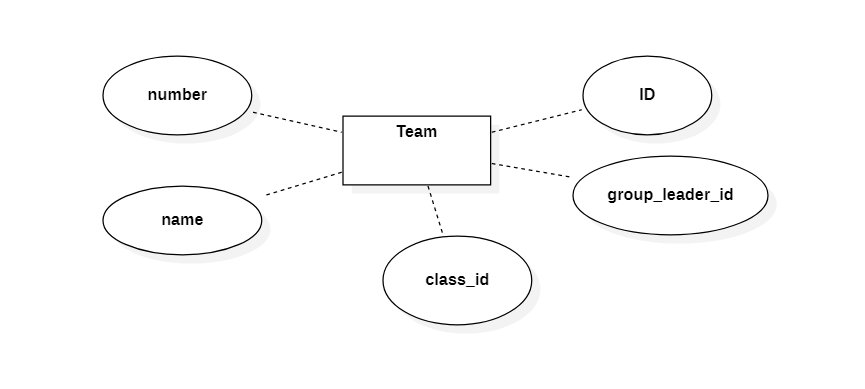 number
ID
Team
group_leader_id
name
class_id